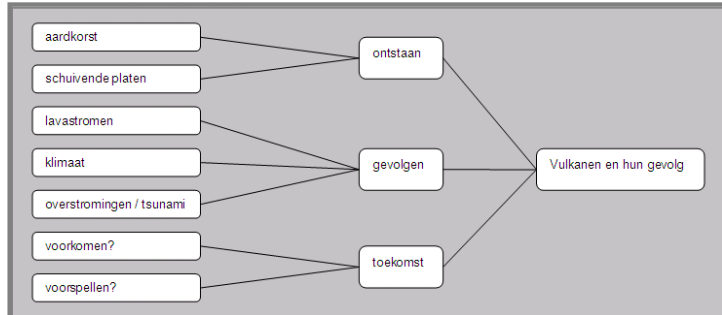 aardkorst
schuivende platen
lavastromen
klimaat
overstromingen / tsunami
voorkomen?
voorspellen?
ontstaan
gevolgen
toekomst
Vulkanen en hun gevolg